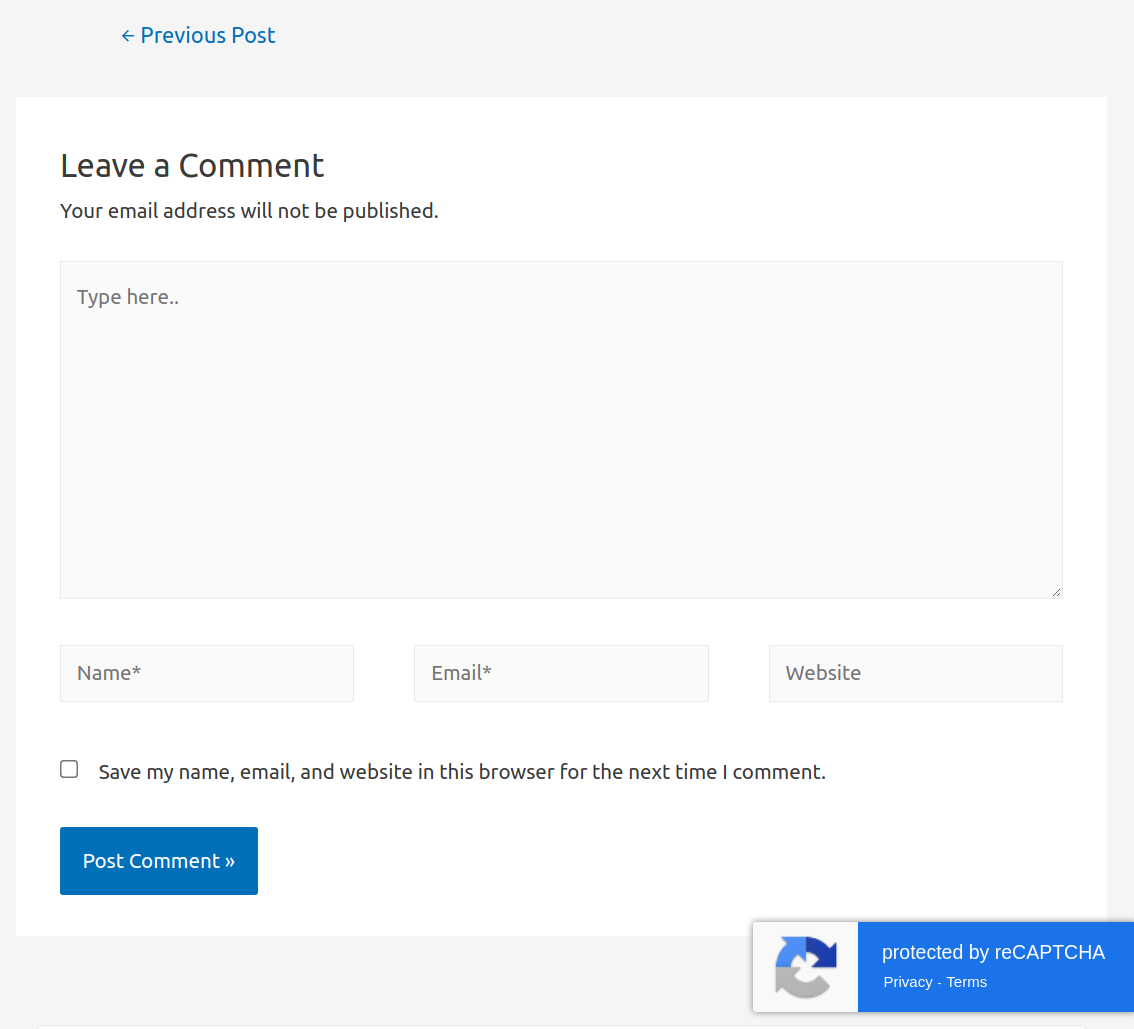 ← Previous Post
Leave a Comment
Your email address will not be published.
Type here..
Name*
Email*
Website
Save my name, email, and website in this browser for the next time I comment.
Post Comment »
protected by reCAPTCHA
Privacy - Terms